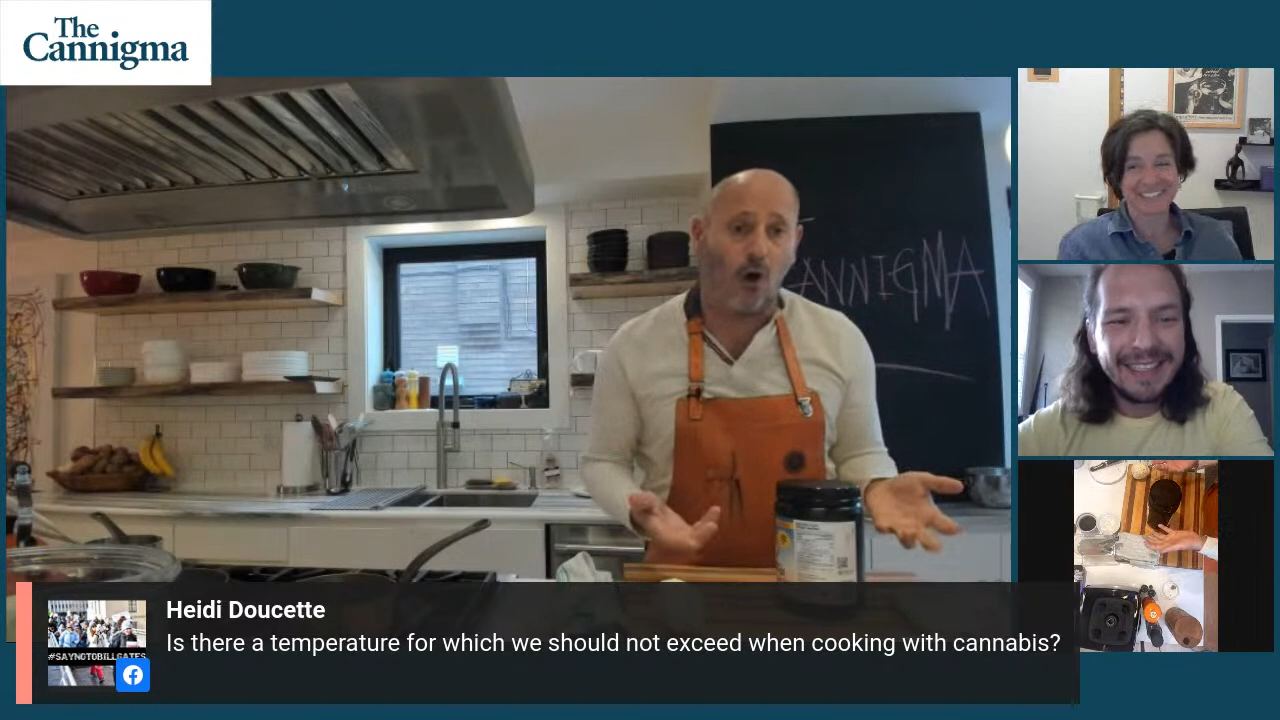 The
Cannigma
CANNIGMA
Heidi Doucette
Is there a temperature for which we should not exceed when cooking with cannabis?
#SAYNOTOBILLGATES